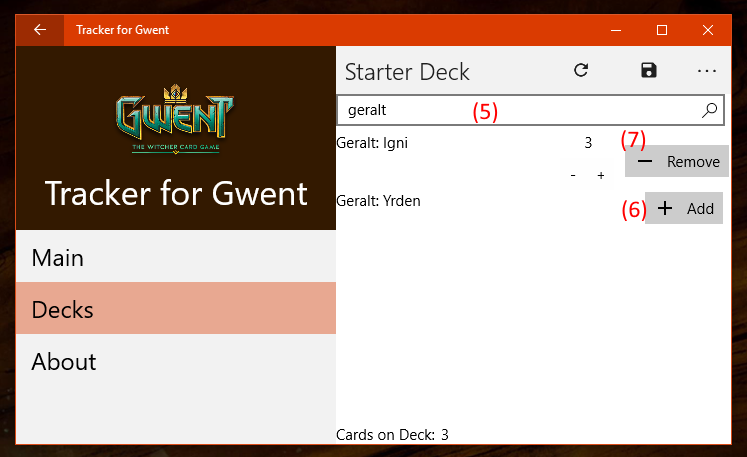 Tracker for Gwent
GWENT
THE WITCHER CARD GAME
Tracker for Gwent
Main
Decks
About
Starter Deck
geralt (5)
Geralt: Igni 3 (7)
- Remove
- +
Geralt: Yrden (6) + Add
Cards on Deck: 3